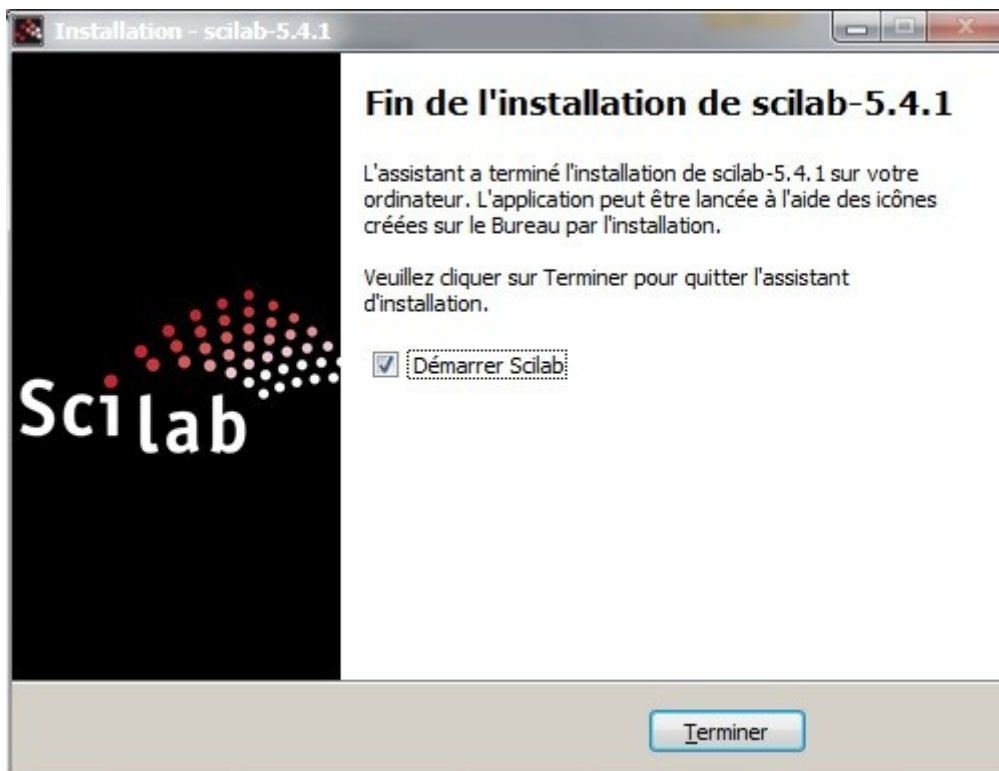 Installation - scilab-5.4.1
Fin de l'installation de scilab-5.4.1
L'assistant a terminé l'installation de scilab-5.4.1 sur votre
ordinateur. L'application peut être lancée à l'aide des icônes
créées sur le Bureau par l'installation.
Veuillez cliquer sur Terminer pour quitter l'assistant
d'installation.
Démarrer Scilab
Scilab
Terminer